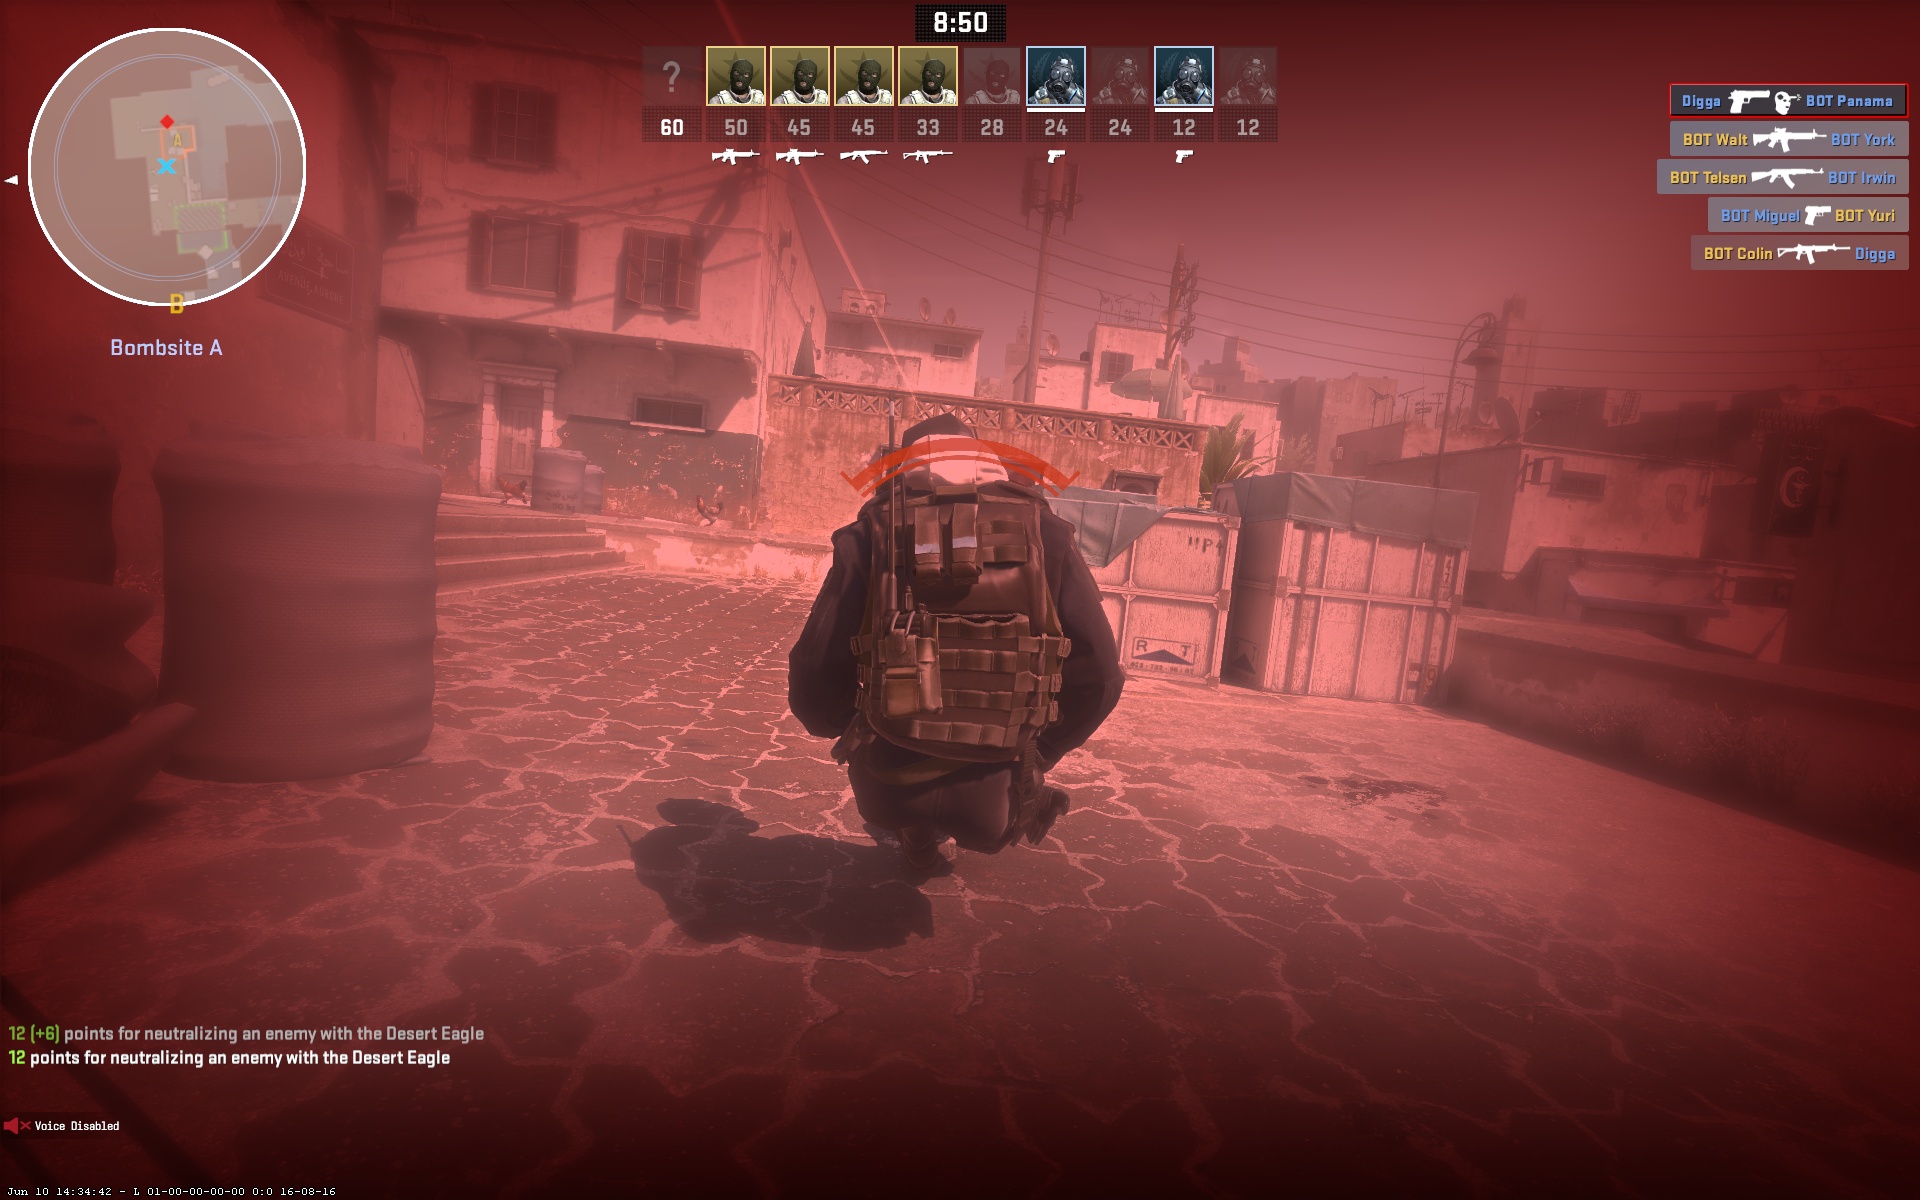 8:50
?
60 50 45 45 33 28 24 24 12 12
A
B
Bombsite A
Digga BOT Panama
BOT Walt BOT York
BOT Telsen BOT Irwin
BOT Miguel BOT Yuri
BOT Colin Digga
R T
12 (+6) points for neutralizing an enemy with the Desert Eagle
12 points for neutralizing an enemy with the Desert Eagle
Voice Disabled
Jun 10 14:34:42 - L 01-00-00-00-00 0:0 16-08-16